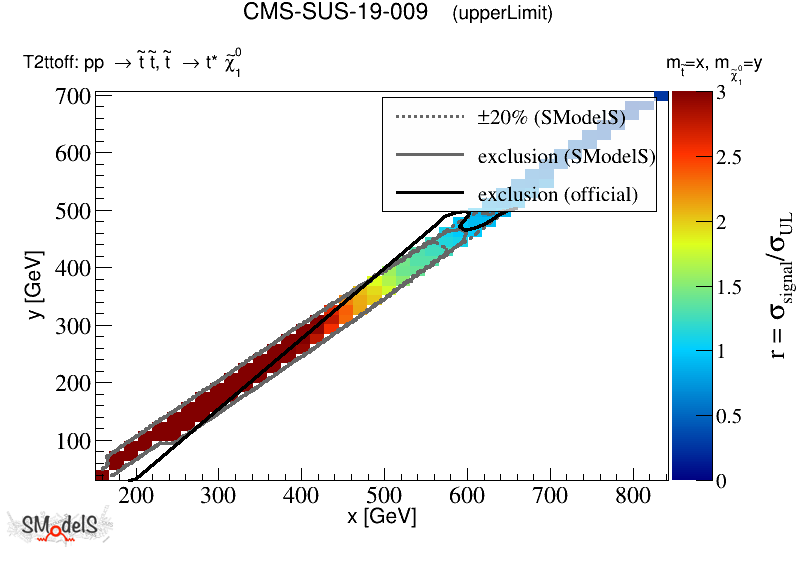 CMS-SUS-19-009 (upperLimit)
T2ttoff: pp → t̃ t̃, t̃ → t* χ̃₁⁰
m_t̃=x, m_χ̃₁⁰=y
±20% (SModelS)
exclusion (SModelS)
exclusion (official)
700
600
500
400
300
200
100
y [GeV]
200 300 400 500 600 700 800
x [GeV]
3
2.5
2
1.5
1
0.5
0
r = σ_signal/σ_UL
SModelS